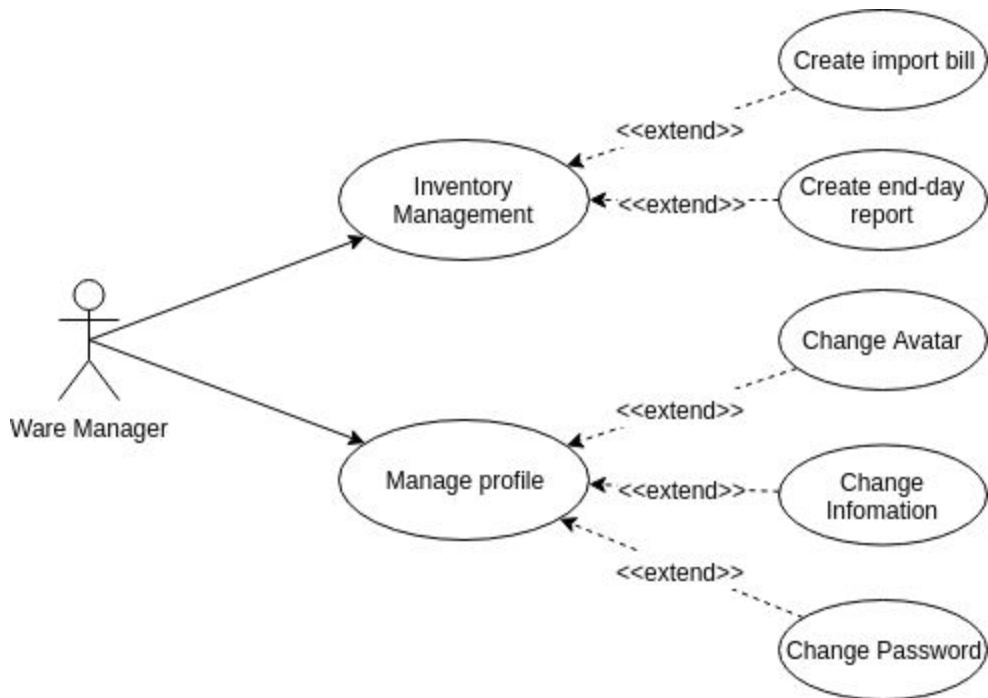 Create import bill
<<extend>>
Inventory
Management
<<extend>>
Create end-day
report
Ware Manager
Change Avatar
<<extend>>
Manage profile
<<extend>>
Change
Infomation
<<extend>>
Change Password